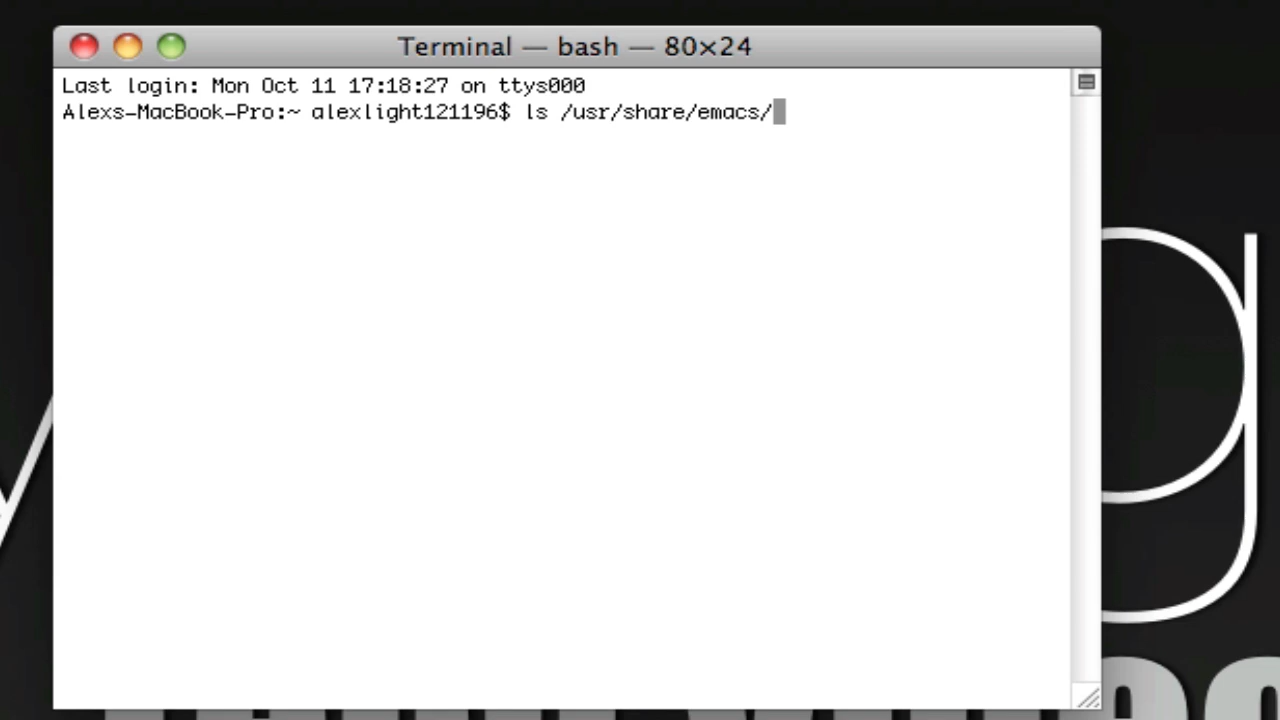 Terminal — bash — 80×24
Last login: Mon Oct 11 17:18:27 on ttys000
Alexs-MacBook-Pro:~ alexlight121196$ ls /usr/share/emacs/